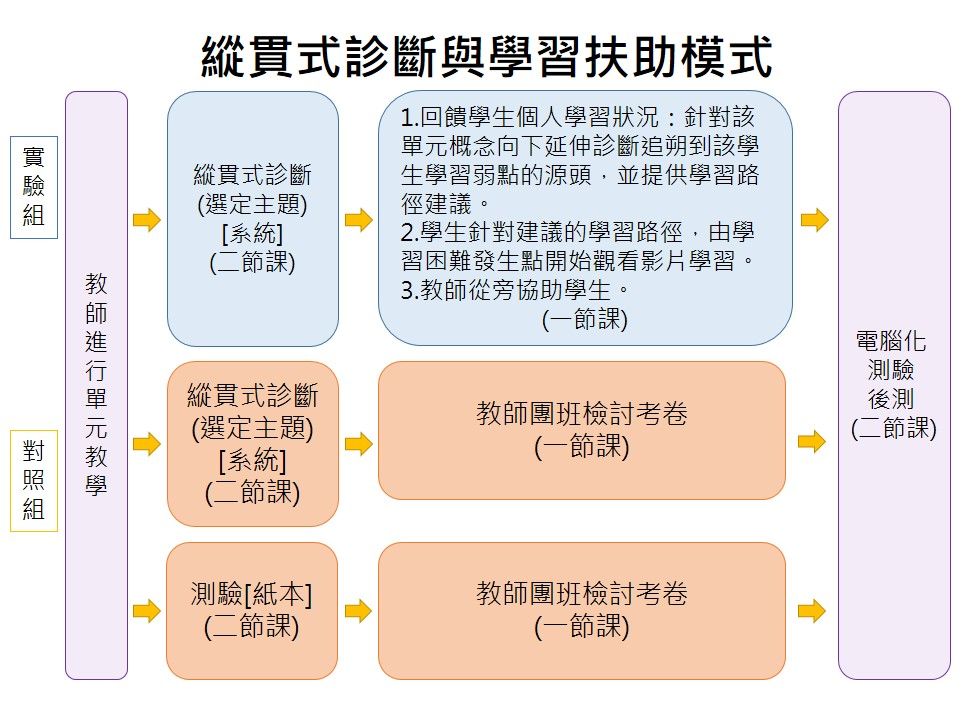 縱貫式診斷與學習扶助模式
實
驗
組
對
照
組
教
師
進
行
單
元
教
學
縱貫式診斷
(選定主題)
[系統]
(二節課)
1.回饋學生個人學習狀況：針對該
單元概念向下延伸診斷追朔到該學
生學習弱點的源頭，並提供學習路
徑建議。
2.學生針對建議的學習路徑，由學
習困難發生點開始觀看影片學習。
3.教師從旁協助學生。
(一節課)
縱貫式診斷
(選定主題)
[系統]
(二節課)
教師團班檢討考卷
(一節課)
測驗[紙本]
(二節課)
教師團班檢討考卷
(一節課)
電腦化
測驗
後測
(二節課)